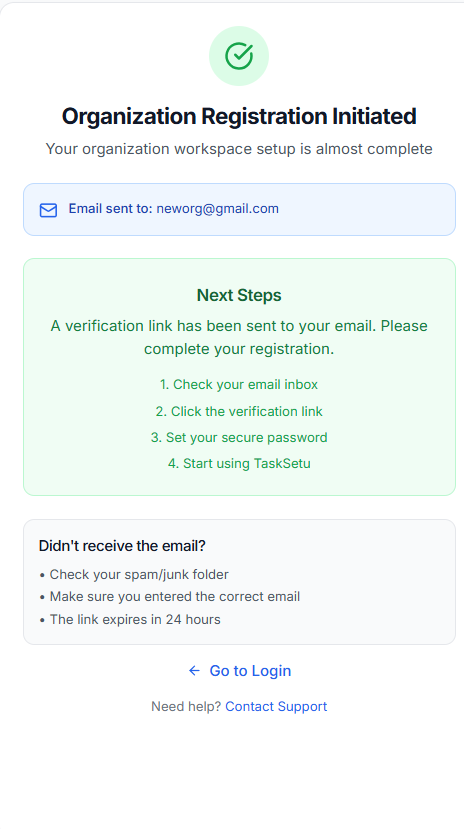 Organization Registration Initiated
Your organization workspace setup is almost complete
Email sent to: neworg@gmail.com
Next Steps
A verification link has been sent to your email. Please
complete your registration.
1. Check your email inbox
2. Click the verification link
3. Set your secure password
4. Start using TaskSetu
Didn't receive the email?
• Check your spam/junk folder
• Make sure you entered the correct email
• The link expires in 24 hours
← Go to Login
Need help? Contact Support